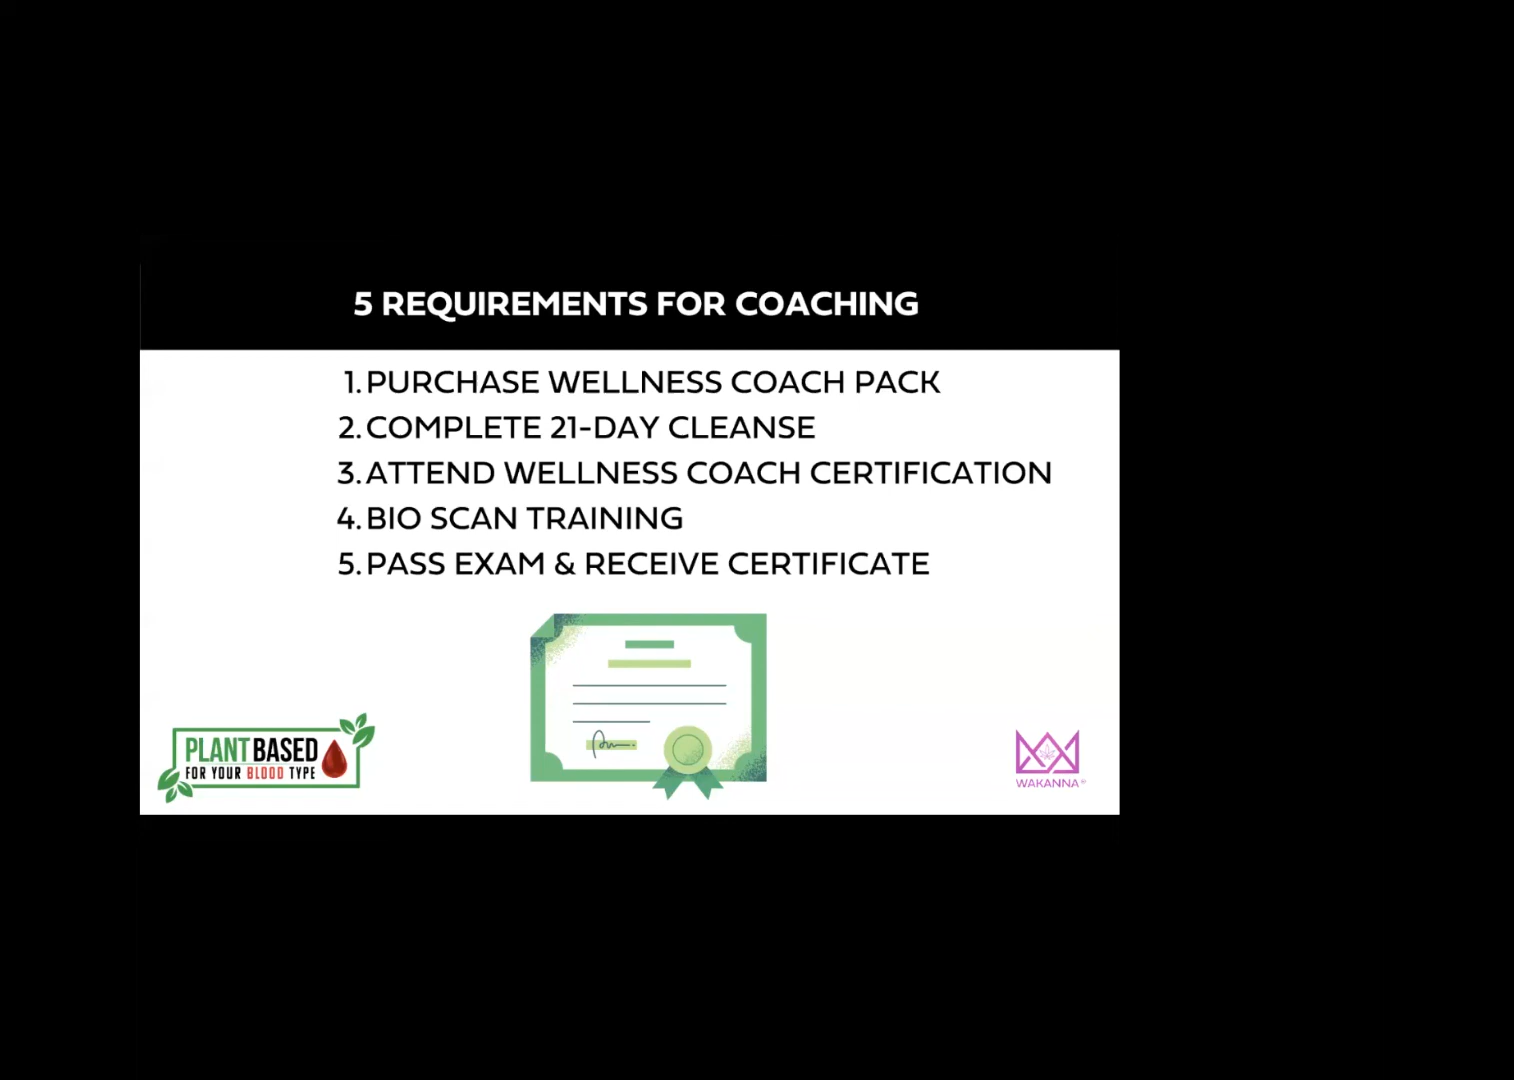 5 REQUIREMENTS FOR COACHING
1. PURCHASE WELLNESS COACH PACK
2. COMPLETE 21-DAY CLEANSE
3. ATTEND WELLNESS COACH CERTIFICATION
4. BIO SCAN TRAINING
5. PASS EXAM & RECEIVE CERTIFICATE
PLANT BASED
FOR YOUR BLOOD TYPE
WAKANNA